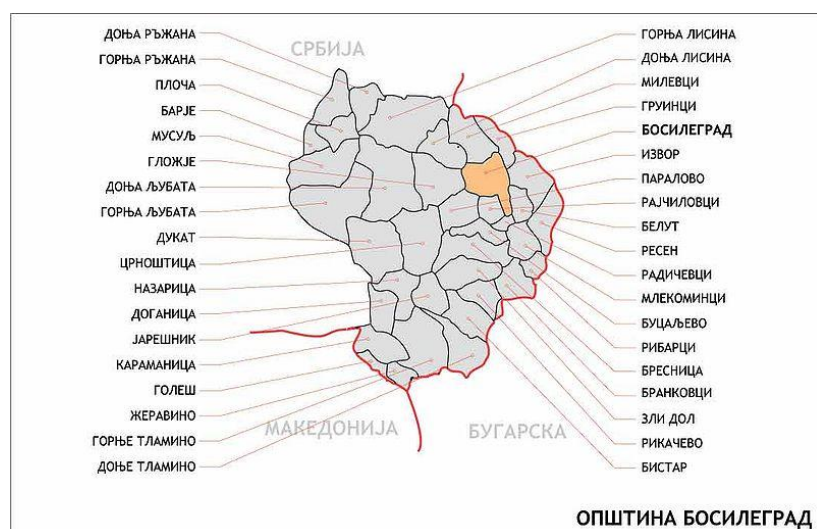 ДОЊА РЪЖАНА
ГОРЊА РЪЖАНА
ПЛОЧА
БАРЈЕ
МУСУЉ
ГЛОЖЈЕ
ДОЊА ЉУБАТА
ГОРЊА ЉУБАТА
ДУКАТ
ЦРНОШТИЦА
НАЗАРИЦА
ДОГАНИЦА
ЈАРЕШНИК
КАРАМАНИЦА
ГОЛЕШ
ЖЕРАВИНО
ГОРЊЕ ТЛАМИНО
ДОЊЕ ТЛАМИНО
СРБИЈА
МАКЕДОНИЈА
БУГАРСКА
ГОРЊА ЛИСИНА
ДОЊА ЛИСИНА
МИЛЕВЦИ
ГРУИНЦИ
БОСИЛЕГРАД
ИЗВОР
ПАРАЛОВО
РАЈЧИЛОВЦИ
БЕЛУТ
РЕСЕН
РАДИЧЕВЦИ
МЛЕКОМИНЦИ
БУЦАЉЕВО
РИБАРЦИ
БРЕСНИЦА
БРАНКОВЦИ
ЗЛИ ДОЛ
РИКАЧЕВО
БИСТАР
ОПШТИНА БОСИЛЕГРАД